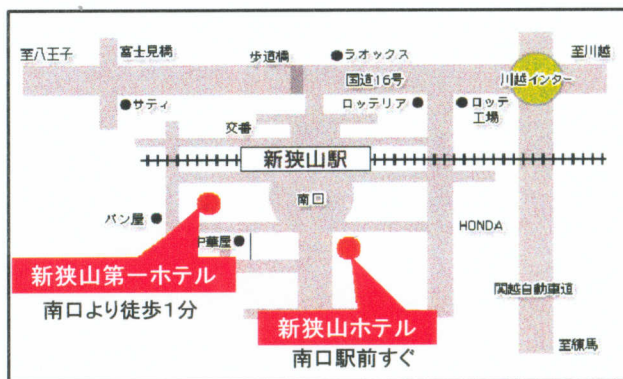 至八王子
富士見橋
歩道橋
ラオックス
至川越
国道16号
川越インター
サティ
ロッテリア
ロッテ
工場
交番
新狭山駅
南口
パン屋
HONDA
中華屋
新狭山第一ホテル
南口より徒歩1分
関越自動車道
新狭山ホテル
南口駅前すぐ
至練馬